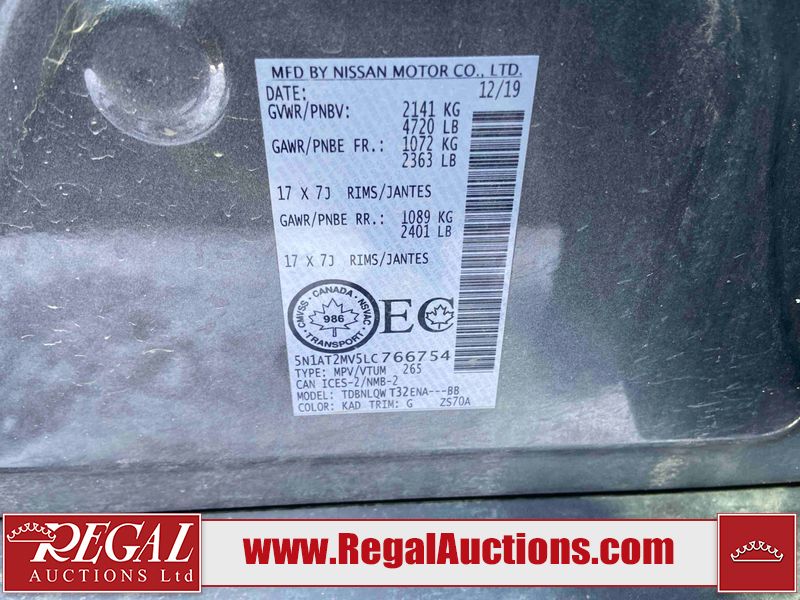 MFD BY NISSAN MOTOR CO., LTD.
DATE: 12/19
GVWR/PNBV: 2141 KG
4720 LB
GAWR/PNBE FR.: 1072 KG
2363 LB
17 X 7J RIMS/JANTES
GAWR/PNBE RR.: 1089 KG
2401 LB
17 X 7J RIMS/JANTES
CMVSS · CANADA · NSVAC
986
TRANSPORT
EC
5N1AT2MV5LC766754
TYPE: MPV/VTUM 265
CAN ICES-2/NMB-2
MODEL: TDBNLQW T32ENA---BB
COLOR: KAD TRIM: G ZS70A
REGAL
AUCTIONS Ltd
www.RegalAuctions.com